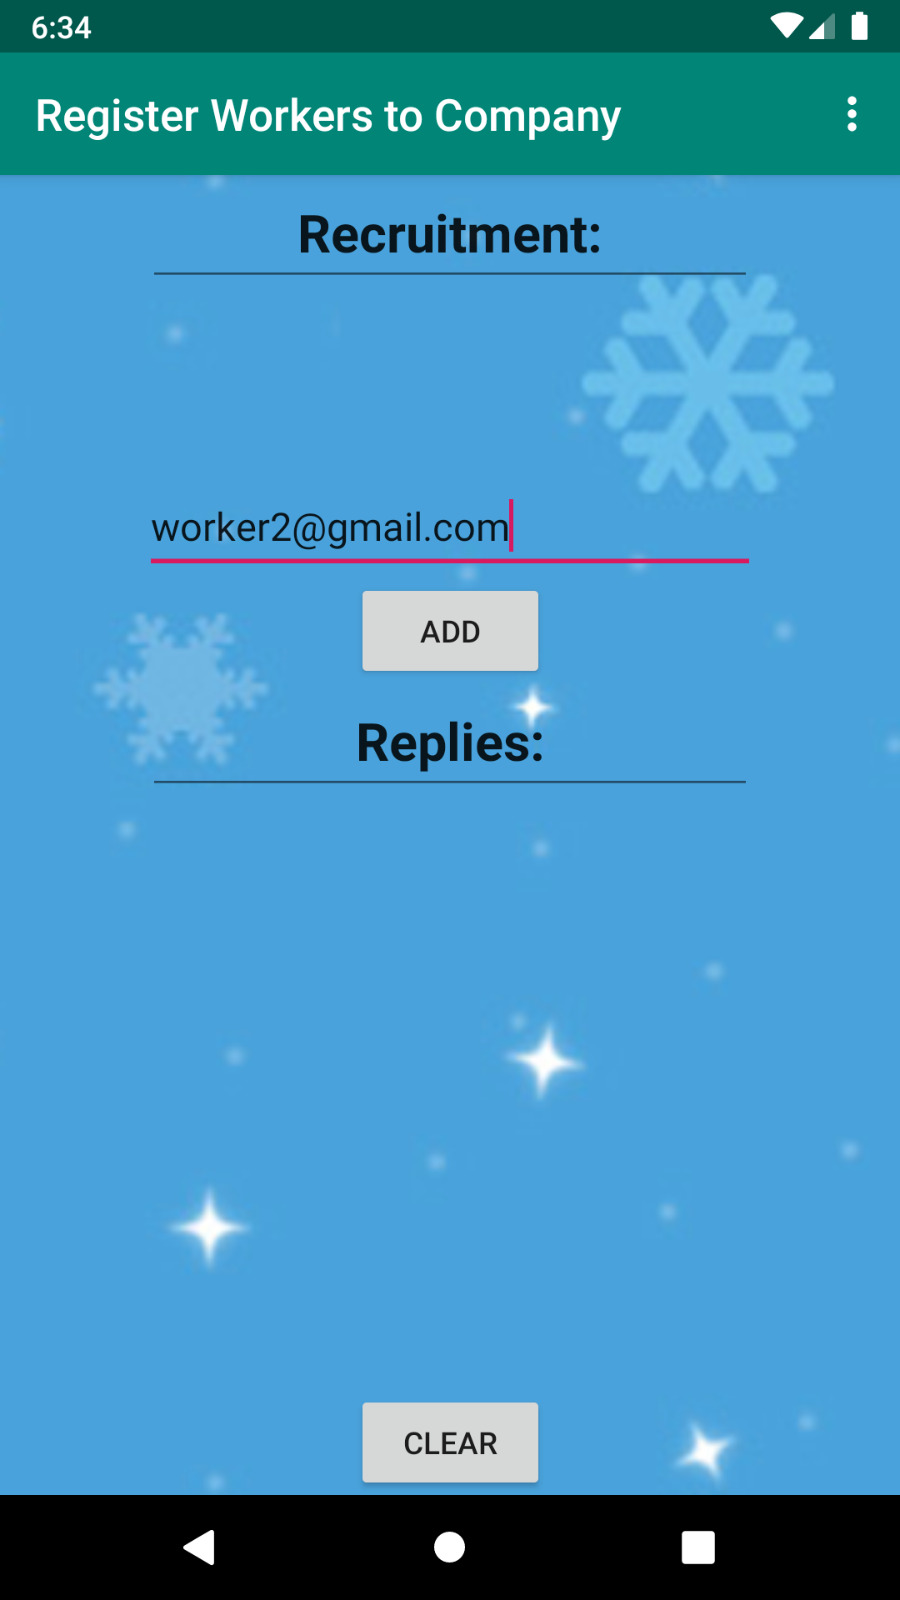 6:34
Register Workers to Company
Recruitment:
worker2@gmail.com
ADD
Replies:
CLEAR